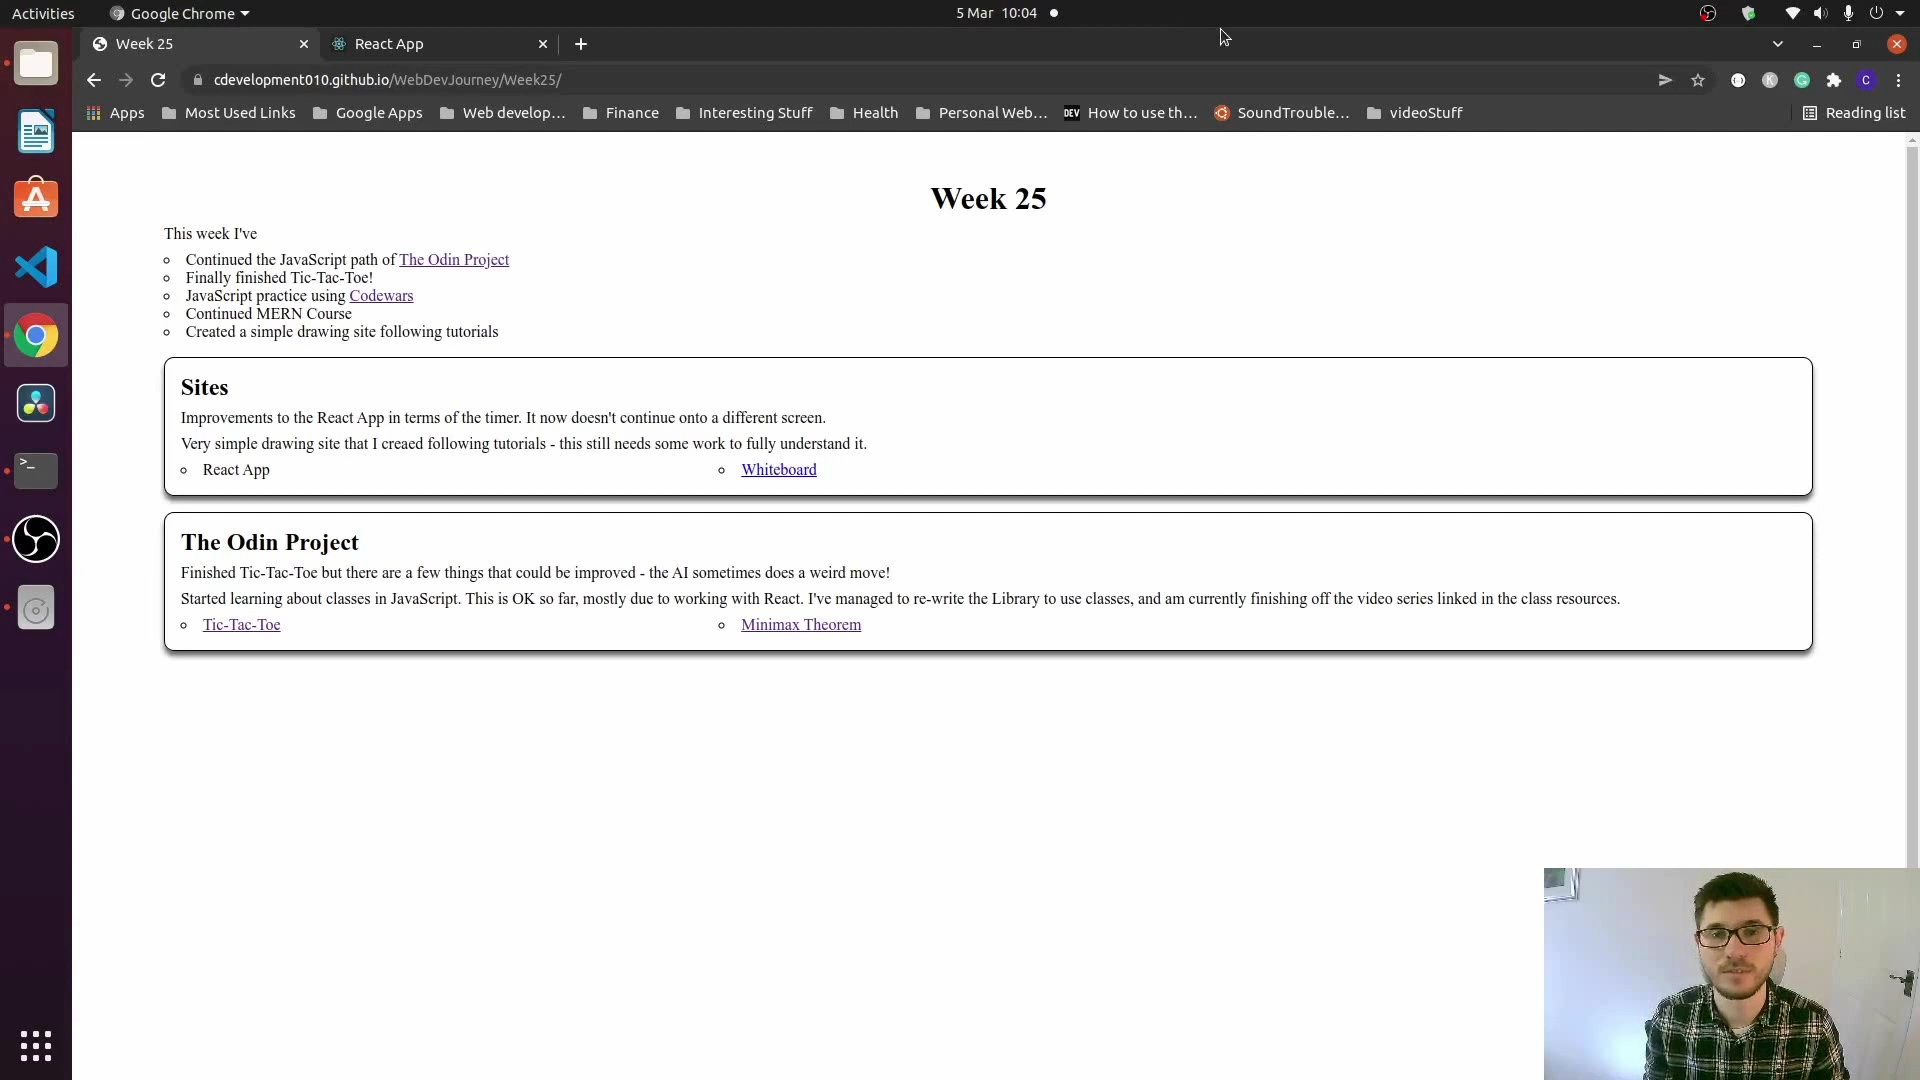 Activities
Google Chrome
5 Mar 10:04
Week 25
React App
cdevelopment010.github.io/WebDevJourney/Week25/
C
Apps
Most Used Links
Google Apps
Web develop…
Finance
Interesting Stuff
Health
Personal Web…
DEV
How to use th…
SoundTrouble…
videoStuff
Reading list
Week 25
This week I've
Continued the JavaScript path of The Odin Project
Finally finished Tic-Tac-Toe!
JavaScript practice using Codewars
Continued MERN Course
Created a simple drawing site following tutorials
Sites
Improvements to the React App in terms of the timer. It now doesn't continue onto a different screen.
Very simple drawing site that I creaed following tutorials - this still needs some work to fully understand it.
React App
Whiteboard
The Odin Project
Finished Tic-Tac-Toe but there are a few things that could be improved - the AI sometimes does a weird move!
Started learning about classes in JavaScript. This is OK so far, mostly due to working with React. I've managed to re-write the Library to use classes, and am currently finishing off the video series linked in the class resources.
Tic-Tac-Toe
Minimax Theorem